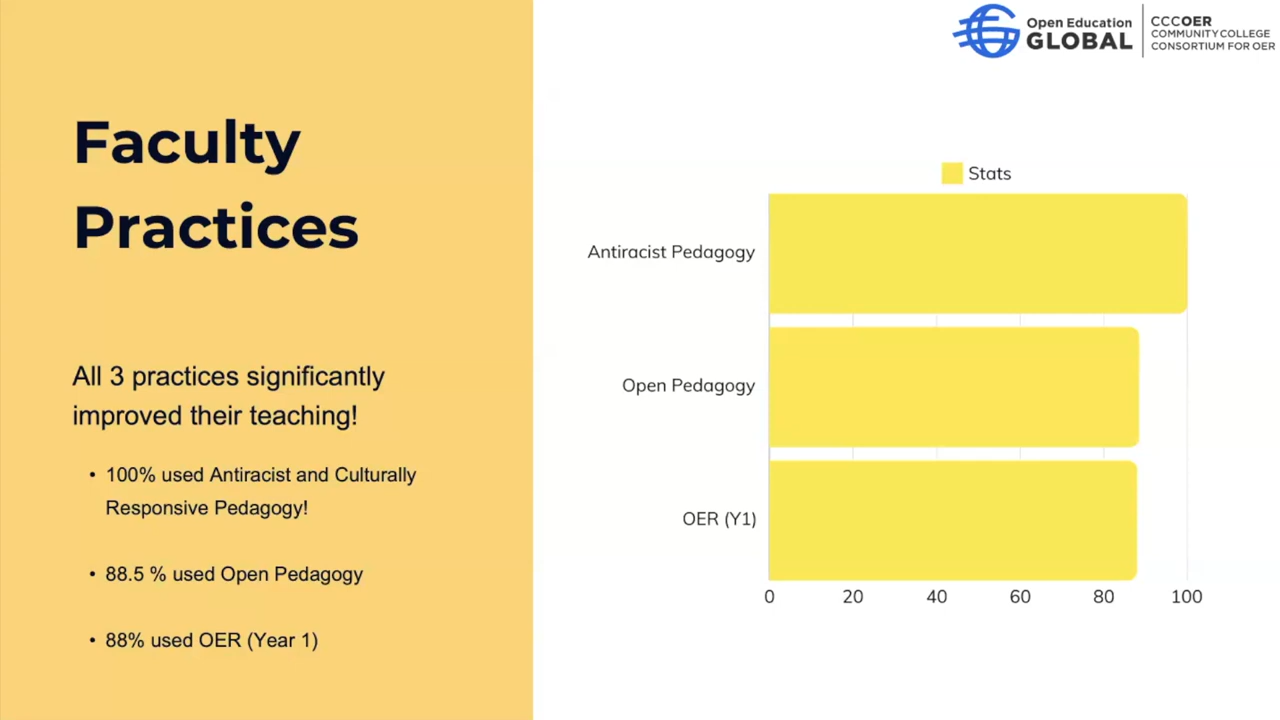 Open Education
GLOBAL
CCCOER
COMMUNITY COLLEGE
CONSORTIUM FOR OER
Faculty
Practices
All 3 practices significantly
improved their teaching!
• 100% used Antiracist and Culturally
Responsive Pedagogy!
• 88.5 % used Open Pedagogy
• 88% used OER (Year 1)
Stats
Antiracist Pedagogy
Open Pedagogy
OER (Y1)
0 20 40 60 80 100